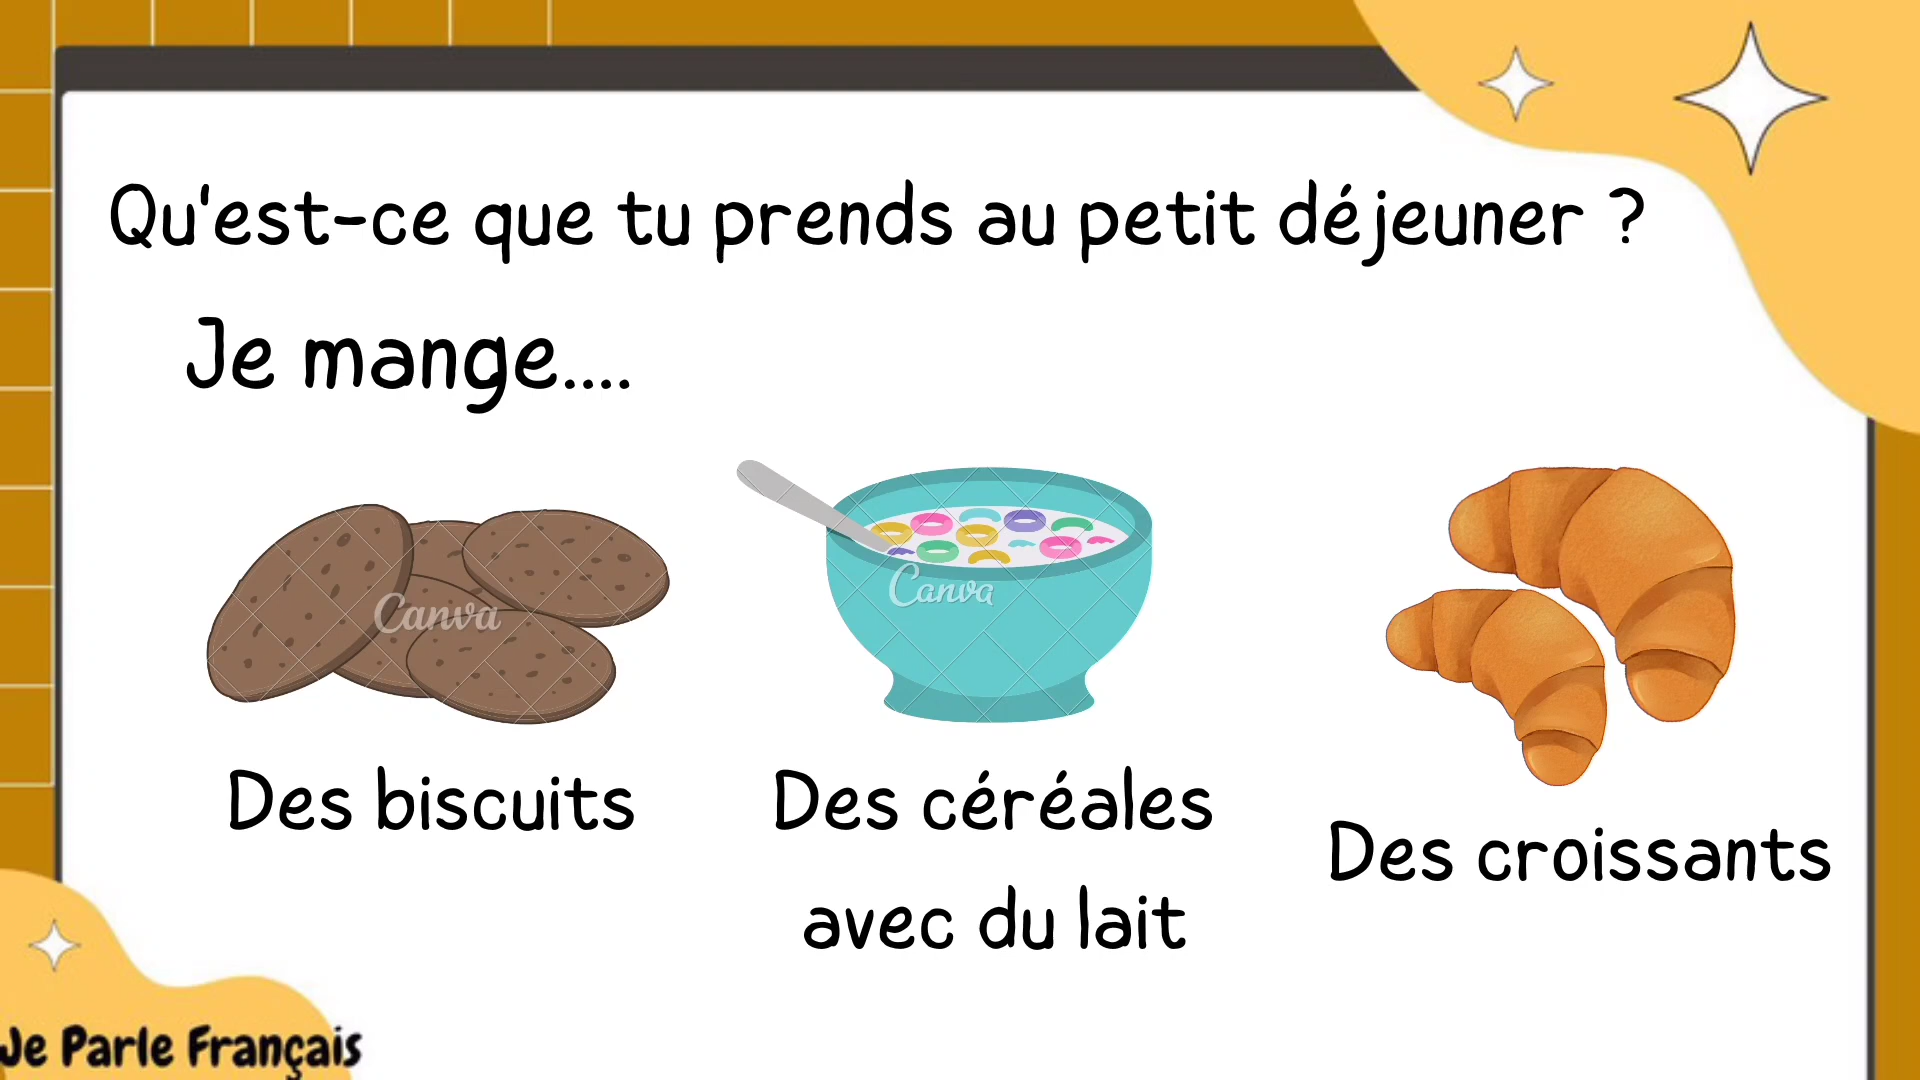 Qu'est-ce que tu prends au petit déjeuner ?
Je mange....
Canva
Canva
Des biscuits
Des céréales
avec du lait
Des croissants
Je Parle Français